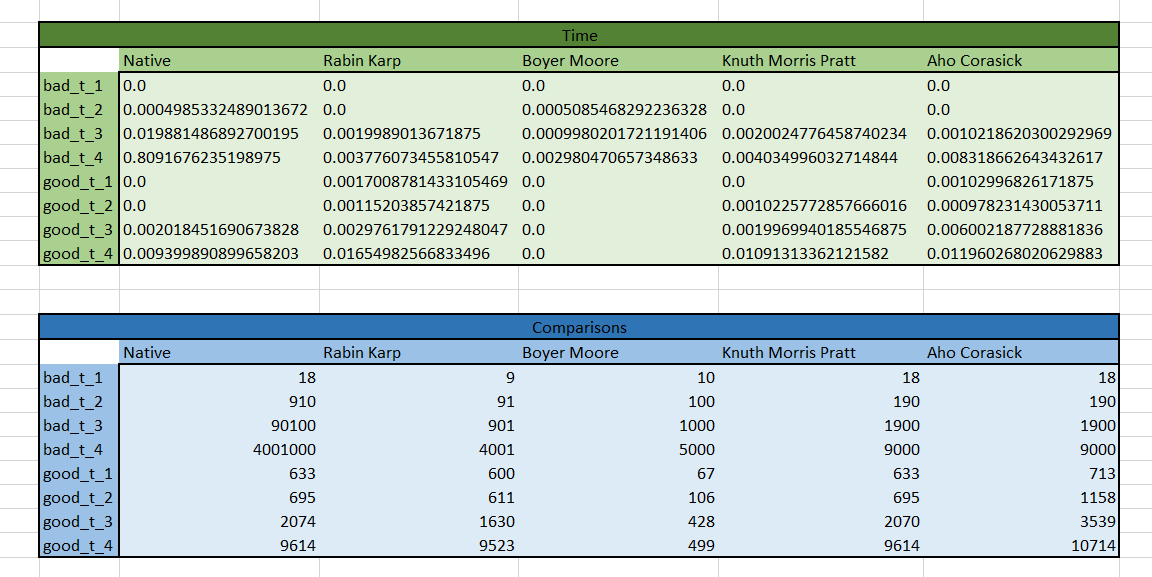 Time
Native Rabin Karp Boyer Moore Knuth Morris Pratt Aho Corasick
bad_t_1 0.0 0.0 0.0 0.0 0.0
bad_t_2 0.0004985332489013672 0.0 0.0005085468292236328 0.0 0.0
bad_t_3 0.019881486892700195 0.0019989013671875 0.0009980201721191406 0.0020024776458740234 0.0010218620300292969
bad_t_4 0.8091676235198975 0.003776073455810547 0.002980470657348633 0.004034996032714844 0.008318662643432617
good_t_1 0.0 0.0017008781433105469 0.0 0.0 0.00102996826171875
good_t_2 0.0 0.00115203857421875 0.0 0.0010225772857666016 0.000978231430053711
good_t_3 0.002018451690673828 0.0029761791229248047 0.0 0.0019969940185546875 0.006002187728881836
good_t_4 0.009399890899658203 0.01654982566833496 0.0 0.01091313362121582 0.011960268020629883
Comparisons
Native Rabin Karp Boyer Moore Knuth Morris Pratt Aho Corasick
bad_t_1 18 9 10 18 18
bad_t_2 910 91 100 190 190
bad_t_3 90100 901 1000 1900 1900
bad_t_4 4001000 4001 5000 9000 9000
good_t_1 633 600 67 633 713
good_t_2 695 611 106 695 1158
good_t_3 2074 1630 428 2070 3539
good_t_4 9614 9523 499 9614 10714